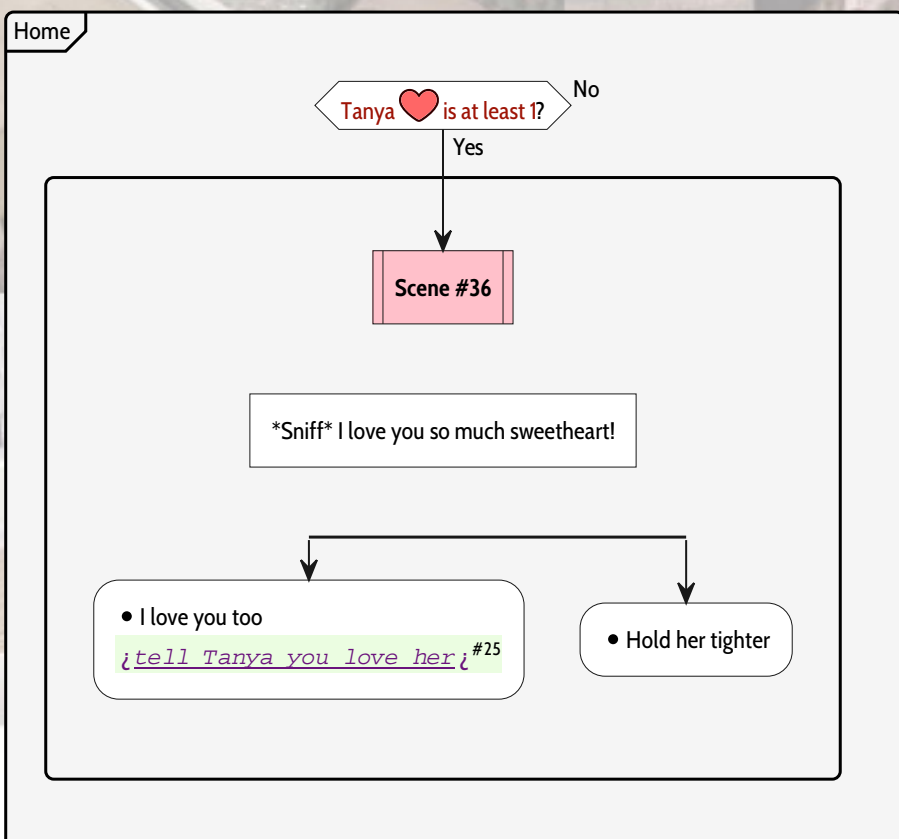 Home
No
Tanya is at least 1?
Yes
Scene #36
*Sniff* I love you so much sweetheart!
• I love you too
¿tell Tanya you love her¿#25
• Hold her tighter